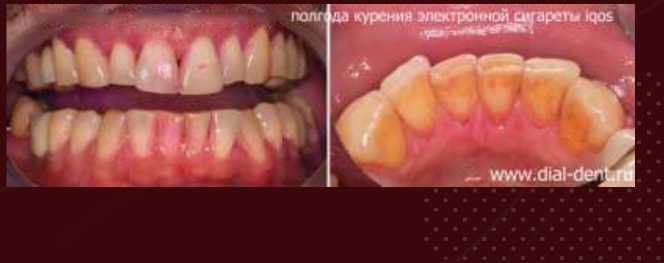 полгода курения электронной сигареты iqos
www.dial-dent.ru